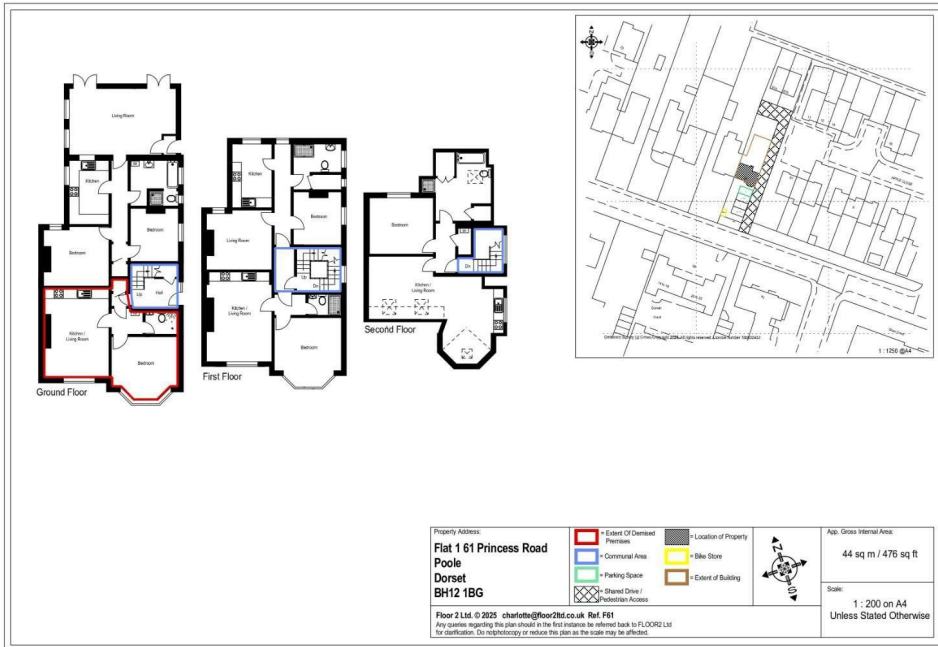 Living Room
Kitchen
Bedroom
Bedroom
Up
Hall
Kitchen /
Living Room
Bedroom
Ground Floor
Kitchen
Living Room
Bedroom
Up
Dn
Kitchen /
Living Room
Bedroom
First Floor
Bedroom
Dn
Kitchen /
Living Room
Second Floor
N
S
1 : 1250 @A4
Property Address:
Flat 1 61 Princess Road
Poole
Dorset
BH12 1BG
= Extent Of Demised
Premises
= Communal Area
= Parking Space
= Shared Drive /
Pedestrian Access
= Location of Property
= Bike Store
= Extent of Building
N
S
App. Gross Internal Area:
44 sq m / 476 sq ft
Scale:
1 : 200 on A4
Unless Stated Otherwise
Floor 2 Ltd. © 2025 charlotte@floor2ltd.co.uk Ref. F61
Any queries regarding this plan should in the first instance be referred back to FLOOR2 Ltd
for clarification. Do notphotocopy or reduce this plan as the scale may be affected.